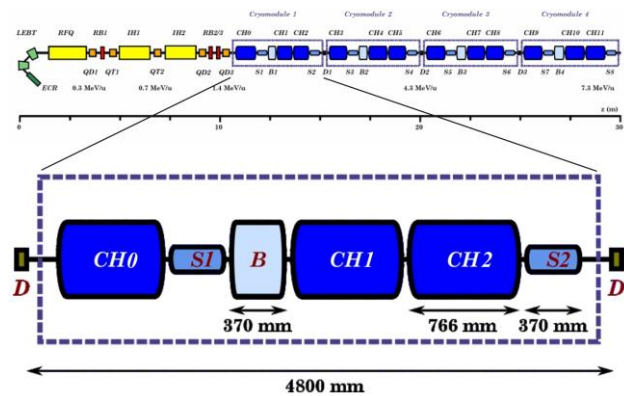 Cryomodule 1 Cryomodule 2 Cryomodule 3 Cryomodule 4
LEBT RFQ RB1 IH1 IH2 RB2/3 CH0 CH1 CH2 CH3 CH4 CH5 CH6 CH7 CH8 CH9 CH10 CH11
QD1 QT1 QT2 QD2 QD3 S1 B1 S2 D1 S3 B2 S4 D2 S5 B3 S6 D3 S7 B4 S8
ECR 0.3 MeV/u 0.7 MeV/u 1.4 MeV/u 4.3 MeV/u 7.3 MeV/u
z (m)
0 5 10 15 20 25 30
CH0 S1 B CH1 CH2 S2
D D
370 mm 766 mm 370 mm
4800 mm